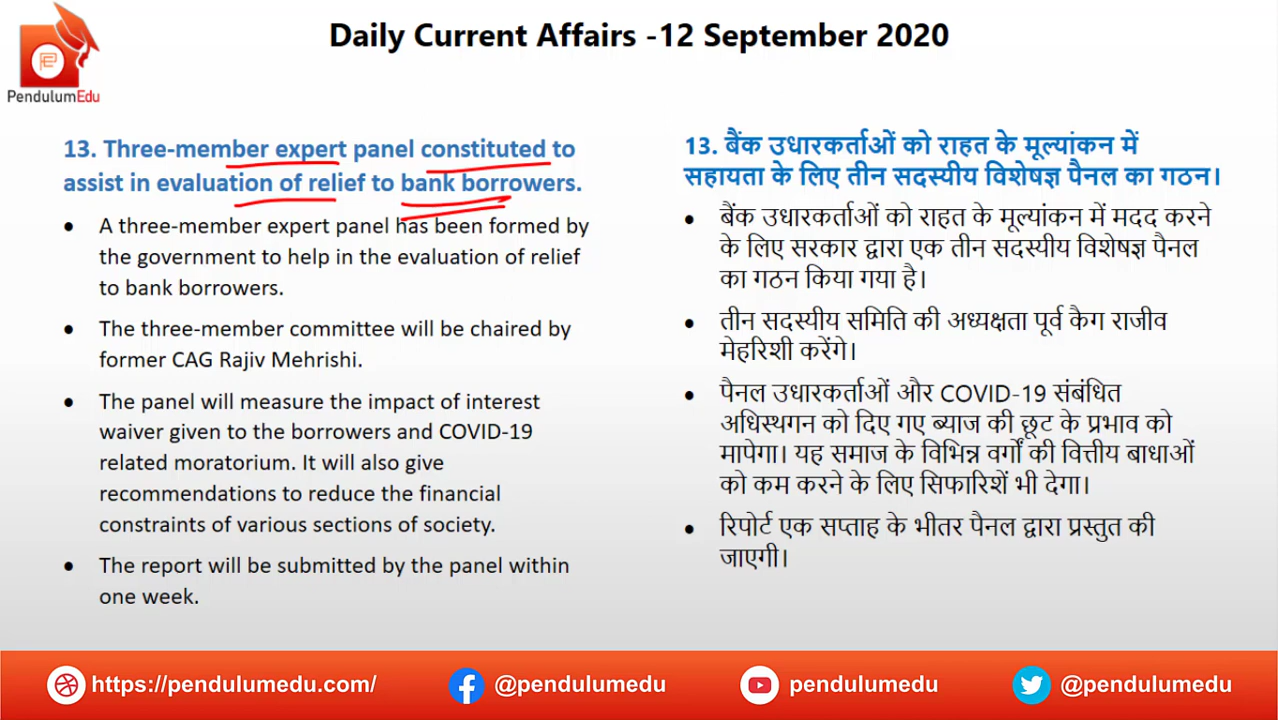 Daily Current Affairs -12 September 2020
PendulumEdu
13. Three-member expert panel constituted to
assist in evaluation of relief to bank borrowers.
• A three-member expert panel has been formed by
the government to help in the evaluation of relief
to bank borrowers.
• The three-member committee will be chaired by
former CAG Rajiv Mehrishi.
• The panel will measure the impact of interest
waiver given to the borrowers and COVID-19
related moratorium. It will also give
recommendations to reduce the financial
constraints of various sections of society.
• The report will be submitted by the panel within
one week.
13. बैंक उधारकर्ताओं को राहत के मूल्यांकन में
सहायता के लिए तीन सदस्यीय विशेषज्ञ पैनल का गठन।
• बैंक उधारकर्ताओं को राहत के मूल्यांकन में मदद करने
के लिए सरकार द्वारा एक तीन सदस्यीय विशेषज्ञ पैनल
का गठन किया गया है।
• तीन सदस्यीय समिति की अध्यक्षता पूर्व कैग राजीव
मेहरिशी करेंगे।
• पैनल उधारकर्ताओं और COVID-19 संबंधित
अधिस्थगन को दिए गए ब्याज की छूट के प्रभाव को
मापेगा। यह समाज के विभिन्न वर्गों की वित्तीय बाधाओं
को कम करने के लिए सिफारिशें भी देगा।
• रिपोर्ट एक सप्ताह के भीतर पैनल द्वारा प्रस्तुत की
जाएगी।
https://pendulumedu.com/ @pendulumedu pendulumedu @pendulumedu